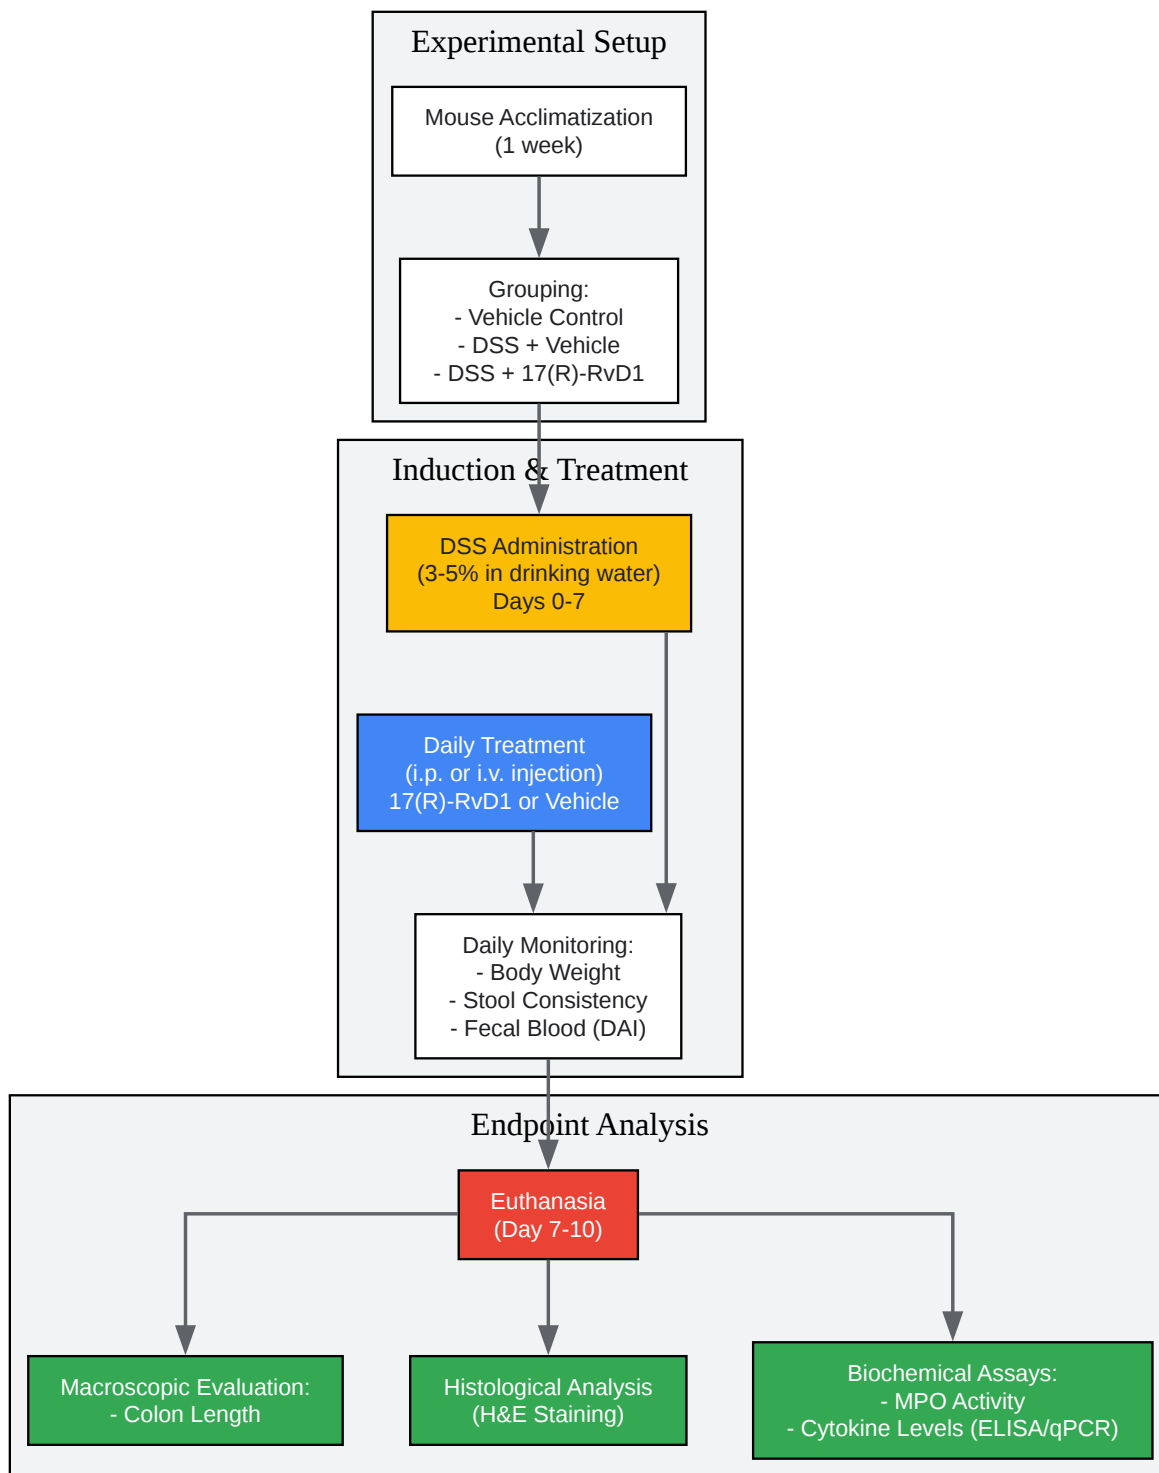 Experimental Setup
Mouse Acclimatization
(1 week)
Grouping:
- Vehicle Control
- DSS + Vehicle
- DSS + 17(R)-RvD1
Induction & Treatment
DSS Administration
(3-5% in drinking water)
Days 0-7
Daily Treatment
(i.p. or i.v. injection)
17(R)-RvD1 or Vehicle
Daily Monitoring:
- Body Weight
- Stool Consistency
- Fecal Blood (DAI)
Endpoint Analysis
Euthanasia
(Day 7-10)
Macroscopic Evaluation:
- Colon Length
Histological Analysis
(H&E Staining)
Biochemical Assays:
- MPO Activity
- Cytokine Levels (ELISA/qPCR)